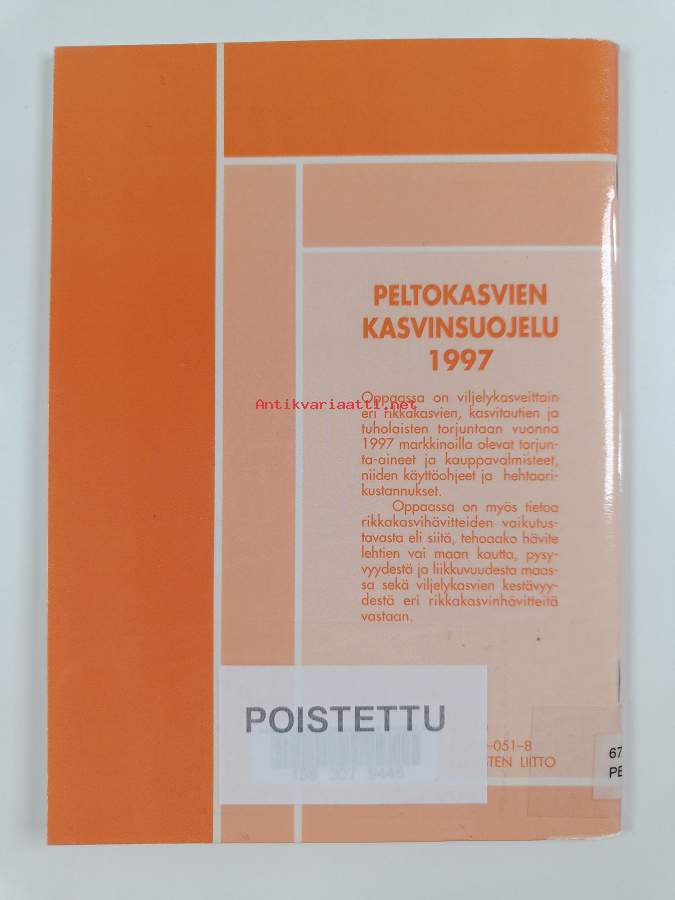 PELTOKASVIEN
KASVINSUOJELU
1997
Oppaassa on viljelykasveittain
Antikvariaatti.net
eri rikkakasvien, kasvitautien ja
tuholaisten torjuntaan vuonna
1997 markkinoilla olevat torjun-
ta-aineet ja kauppavalmisteet,
niiden käyttöohjeet ja hehtaari-
kustannukset.
Oppaassa on myös tietoa
rikkakasvihävitteiden vaikutus-
tavasta eli siitä, tehoaako hävite
lehtien vai maan kautta, pysy-
vyydestä ja liikkuvuudesta maas-
sa sekä viljelykasvien kestävyy-
destä eri rikkakasvinhävitteitä
vastaan.
POISTETTU
-051-8
STEN LIITTO
67
PE